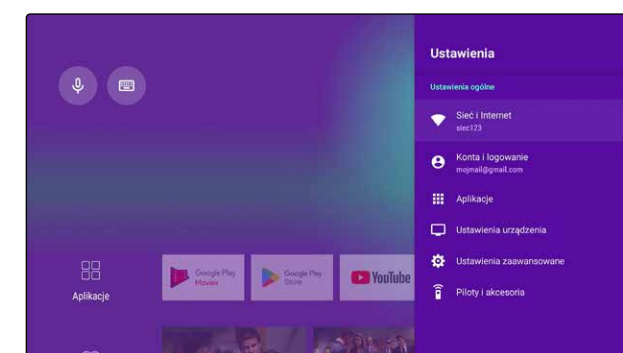 Ustawienia
Ustawienia ogólne
Sieć i Internet
siec123
Konta i logowanie
mojmail@gmail.com
Aplikacje
Ustawienia urządzenia
Ustawienia zaawansowane
Piloty i akcesoria
Aplikacje
Google Play
Movies
Google Play
Store
YouTube